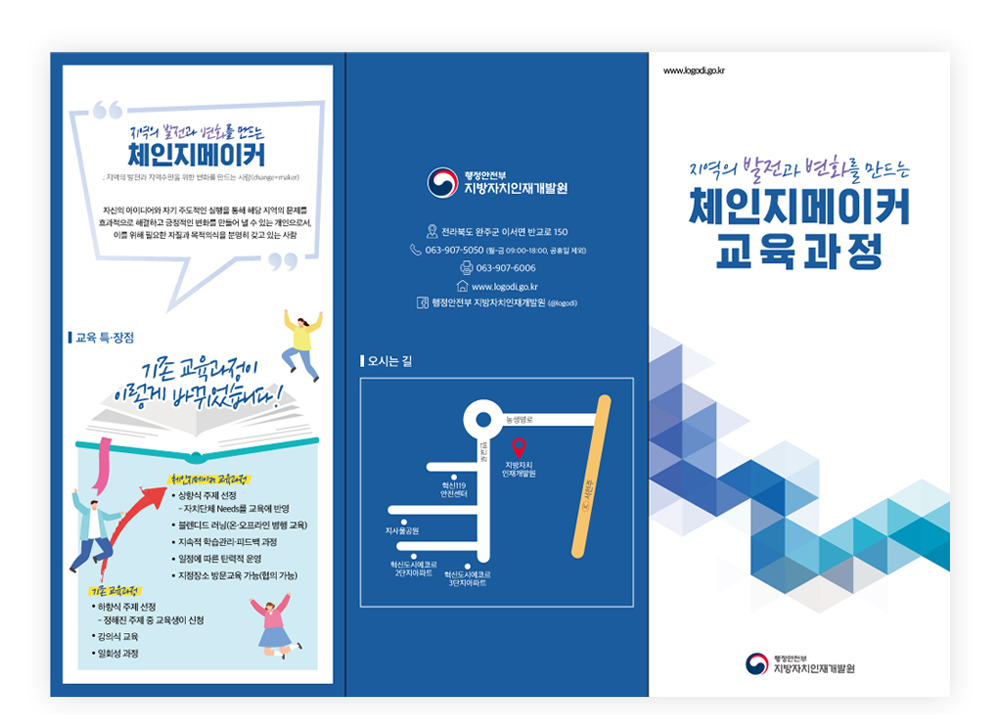 지역의 발전과 변화를 만드는
체인지메이커
: 지역의 발전과 지역주민을 위한 변화를 만드는 사람(change+maker)
자신의 아이디어와 자기 주도적인 실행을 통해 해당 지역의 문제를
효과적으로 해결하고 긍정적인 변화를 만들어 낼 수 있는 개인으로서,
이를 위해 필요한 자질과 목적의식을 분명히 갖고 있는 사람
교육 특·장점
기존 교육과정이
이렇게 바뀌었습니다!
체인지메이커 교육과정
• 상향식 주제 선정
- 자치단체 Needs를 교육에 반영
• 블렌디드 러닝(온·오프라인 병행 교육)
• 지속적 학습관리·피드백 과정
• 일정에 따른 탄력적 운영
• 지정장소 방문교육 가능(협의 가능)
기존 교육과정
• 하향식 주제 선정
- 정해진 주제 중 교육생이 신청
• 강의식 교육
• 일회성 과정
행정안전부
지방자치인재개발원
전라북도 완주군 이서면 반교로 150
063-907-5050 (월-금 09:00-18:00, 공휴일 제외)
063-907-6006
www.logodi.go.kr
행정안전부 지방자치인재개발원 (@logodi)
오시는 길
농생명로
반교로
지방자치
인재개발원
혁신119
안전센터
지사울공원
혁신도시에코르
2단지아파트
혁신도시에코르
3단지아파트
www.logodi.go.kr
지역의 발전과 변화를 만드는
체인지메이커
교육과정
행정안전부
지방자치인재개발원